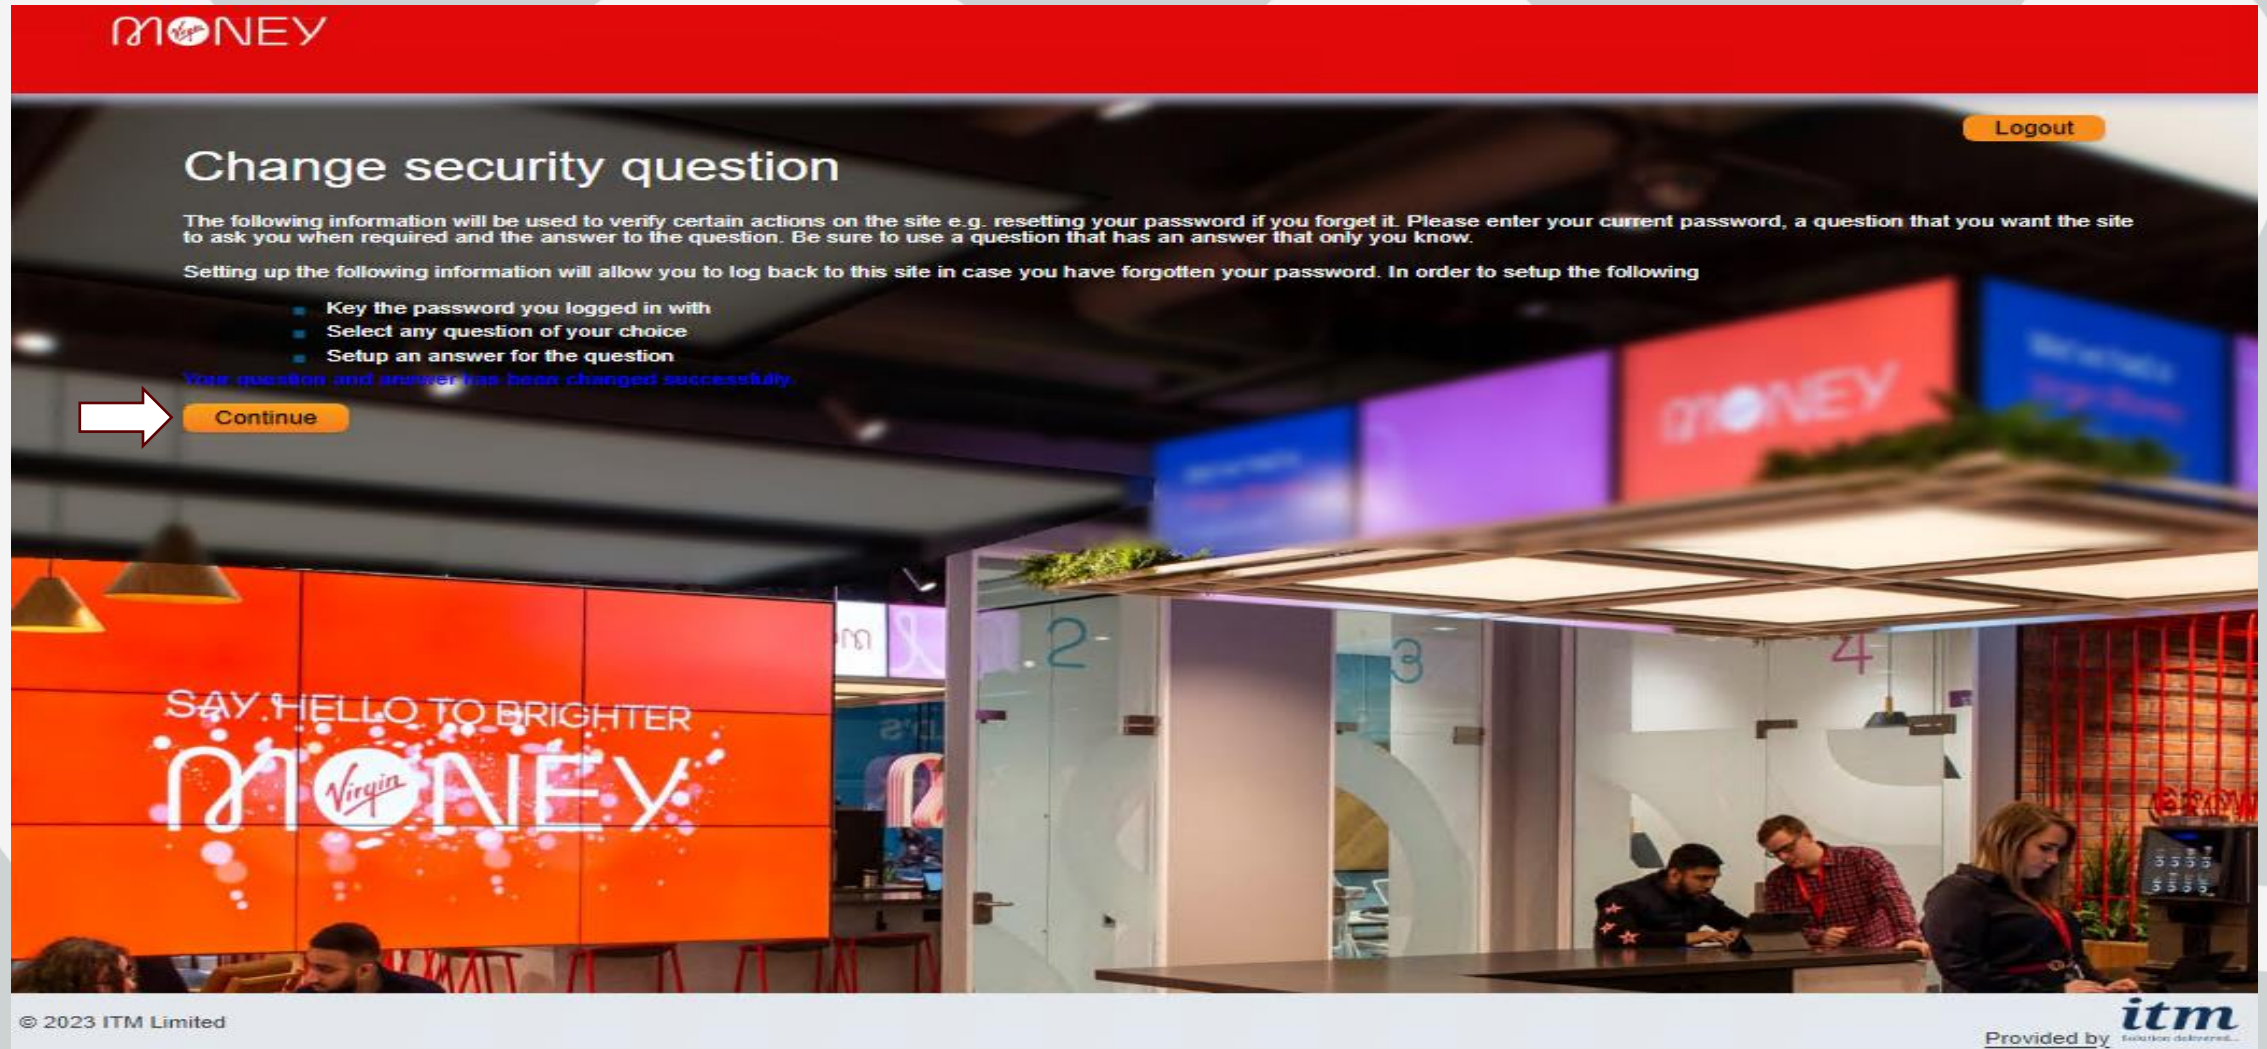 Virgin
MONEY
Logout
Change security question
The following information will be used to verify certain actions on the site e.g. resetting your password if you forget it. Please enter your current password, a question that you want the site
to ask you when required and the answer to the question. Be sure to use a question that has an answer that only you know.
Setting up the following information will allow you to log back to this site in case you have forgotten your password. In order to setup the following
Key the password you logged in with
Select any question of your choice
Setup an answer for the question
Your question and answer has been changed successfully.
Continue
MONEY
2
3
4
SAY HELLO TO BRIGHTER
MONEY
Virgin
GROW
© 2023 ITM Limited
Provided by
itm
Solution delivered...